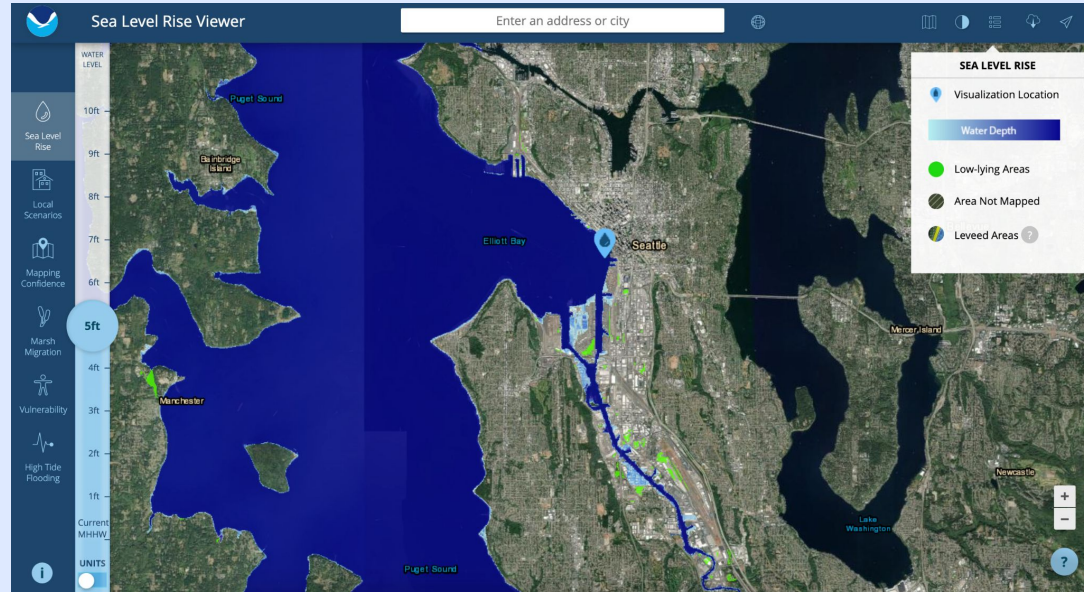 Sea Level Rise Viewer
Enter an address or city
WATER
LEVEL
10ft
9ft
8ft
7ft
6ft
5ft
4ft
3ft
2ft
1ft
Current
MHHW
UNITS
Sea Level
Rise
Local
Scenarios
Mapping
Confidence
Marsh
Migration
Vulnerability
High Tide
Flooding
i
Puget Sound
Bainbridge
Island
Elliott Bay
Seattle
Mercer Island
Manchester
Newcastle
Lake
Washington
Puget Sound
SEA LEVEL RISE
Visualization Location
Water Depth
Low-lying Areas
Area Not Mapped
Leveed Areas ?
+
−
?